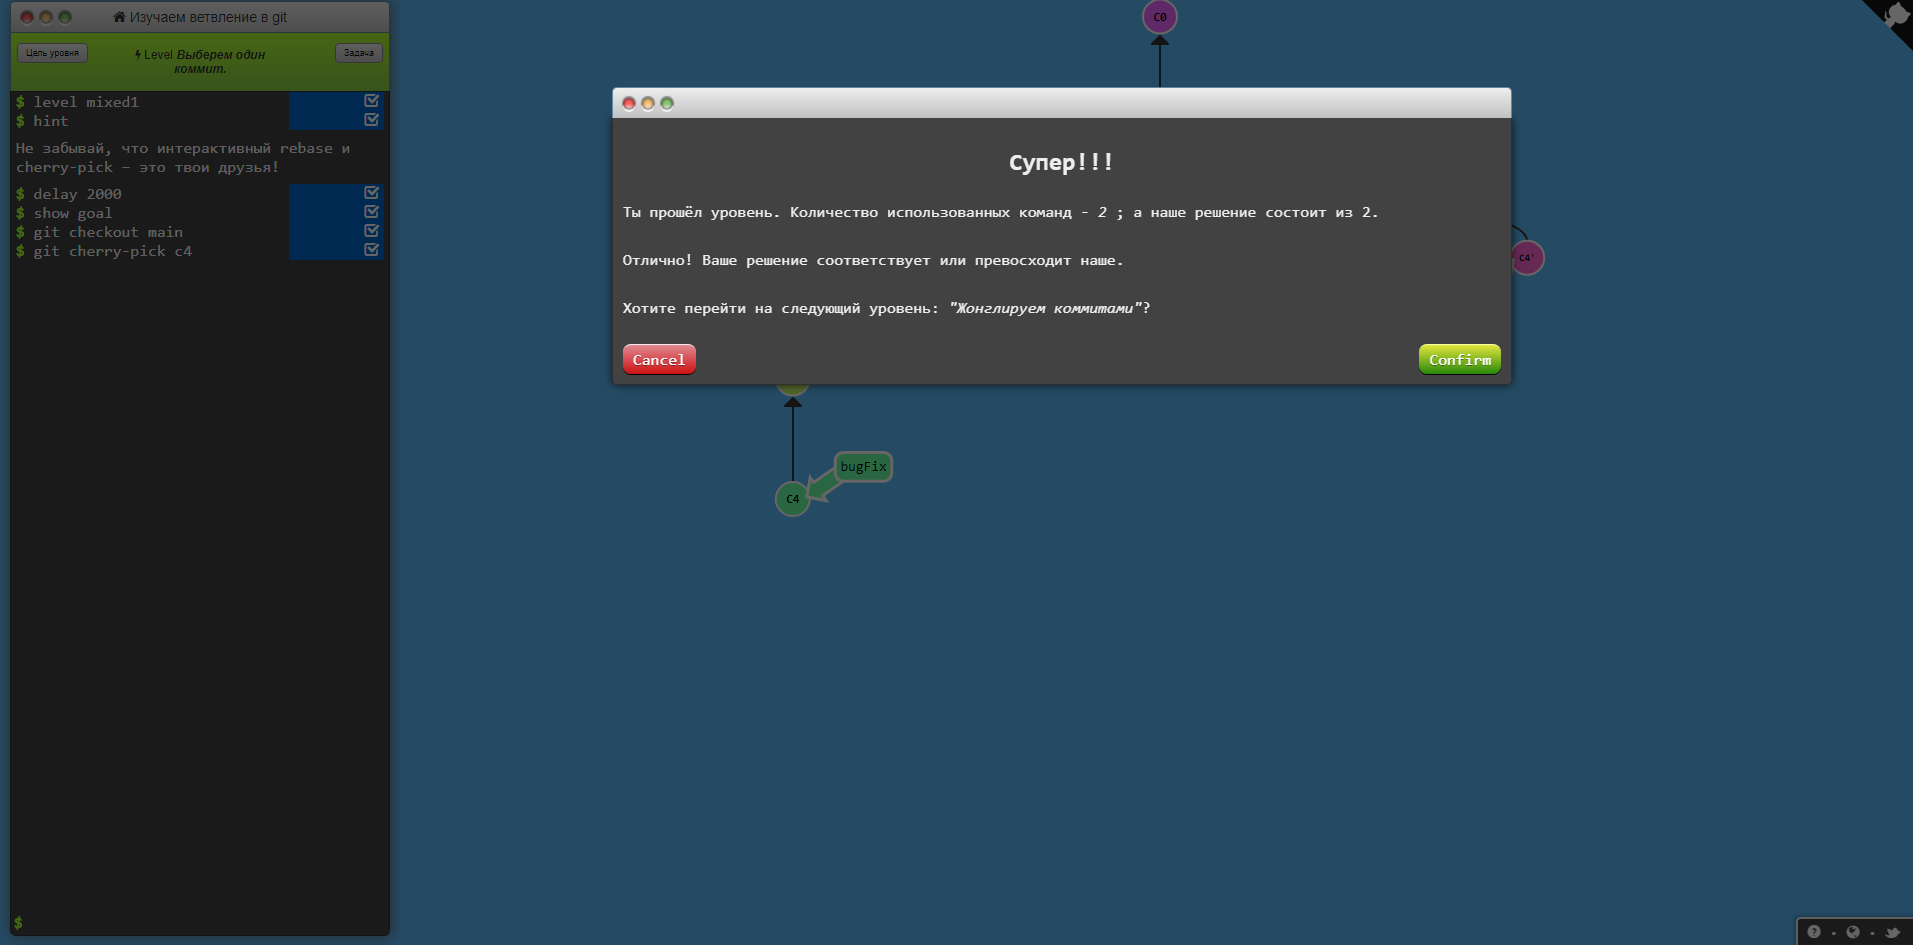 Изучаем ветвление в git
Цель уровня
Level Выберем один
коммит.
Задача
$ level mixed1
$ hint
Не забывай, что интерактивный rebase и
cherry-pick – это твои друзья!
$ delay 2000
$ show goal
$ git checkout main
$ git cherry-pick c4
$
C0
Супер!!!
Ты прошёл уровень. Количество использованных команд - 2 ; а наше решение состоит из 2.
Отлично! Ваше решение соответствует или превосходит наше.
Хотите перейти на следующий уровень: "Жонглируем коммитами"?
Cancel
Confirm
C4'
bugFix
C4